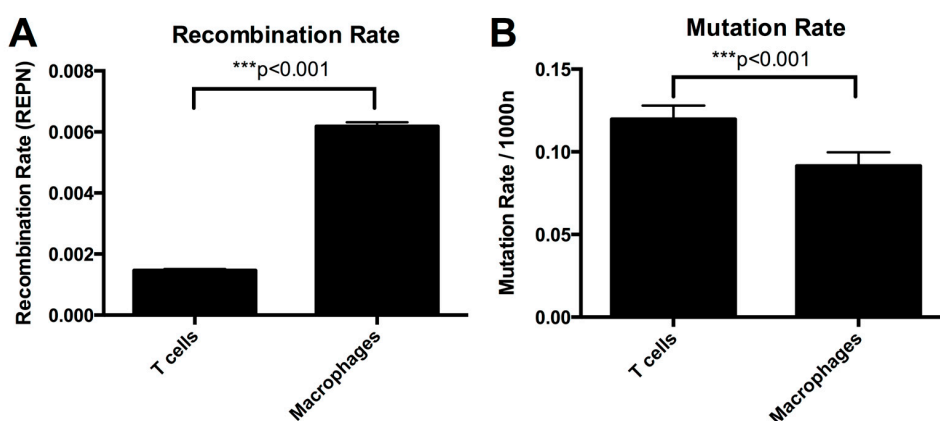 A
Recombination Rate
***p<0.001
Recombination Rate (REPN)
0.008
0.006
0.004
0.002
0.000
T cells
Macrophages
B
Mutation Rate
***p<0.001
Mutation Rate / 1000n
0.15
0.10
0.05
0.00
T cells
Macrophages